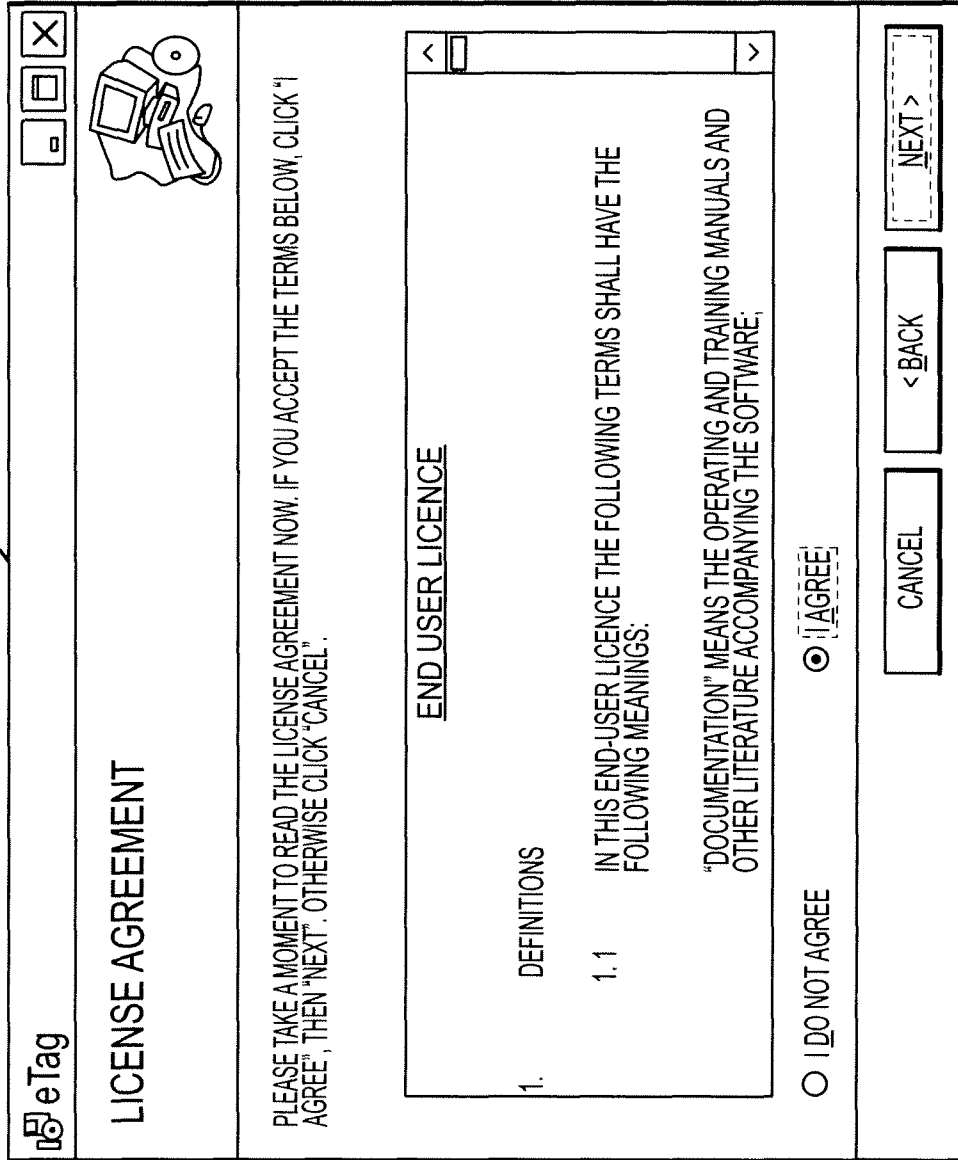 eTag
LICENSE AGREEMENT
PLEASE TAKE A MOMENT TO READ THE LICENSE AGREEMENT NOW. IF YOU ACCEPT THE TERMS BELOW, CLICK "I
AGREE", THEN "NEXT". OTHERWISE CLICK "CANCEL".
END USER LICENCE
1. DEFINITIONS
1. 1 IN THIS END-USER LICENCE THE FOLLOWING TERMS SHALL HAVE THE
FOLLOWING MEANINGS:
"DOCUMENTATION" MEANS THE OPERATING AND TRAINING MANUALS AND
OTHER LITERATURE ACCOMPANYING THE SOFTWARE;
I DO NOT AGREE I AGREE
CANCEL < BACK NEXT >